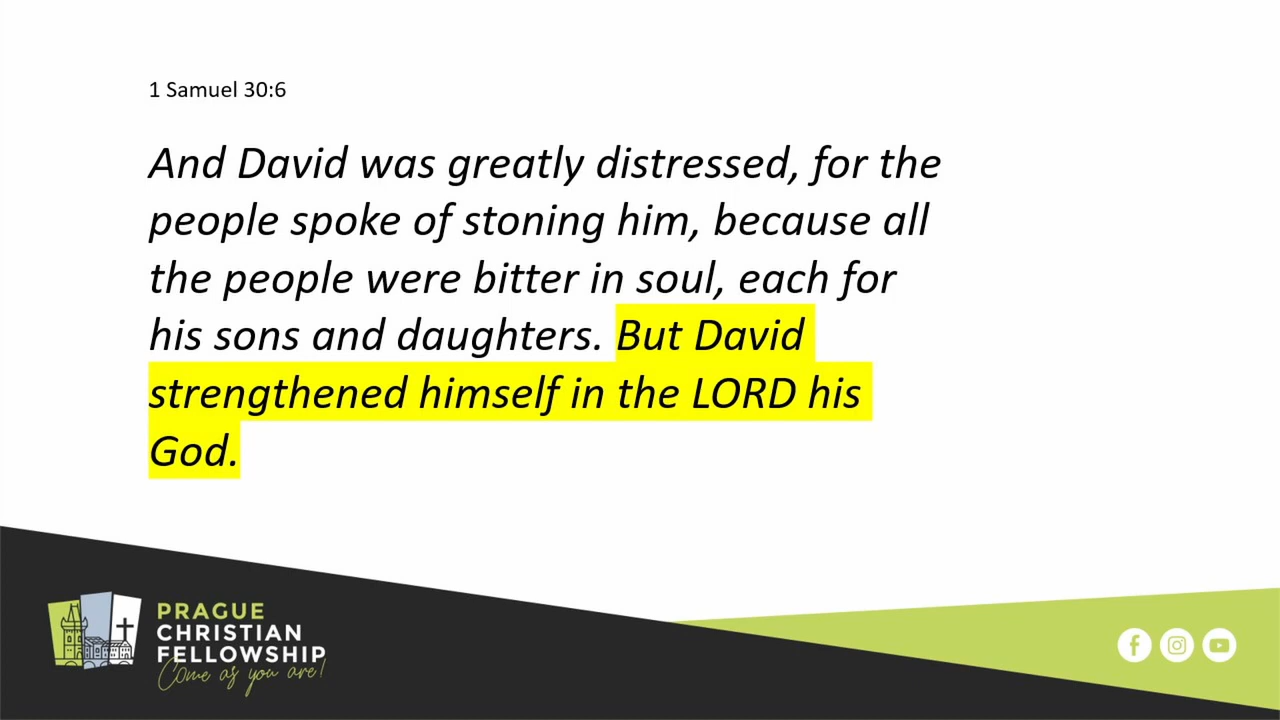 1 Samuel 30:6
And David was greatly distressed, for the
people spoke of stoning him, because all
the people were bitter in soul, each for
his sons and daughters. But David
strengthened himself in the LORD his
God.
PRAGUE
CHRISTIAN
FELLOWSHIP
Come as you are!